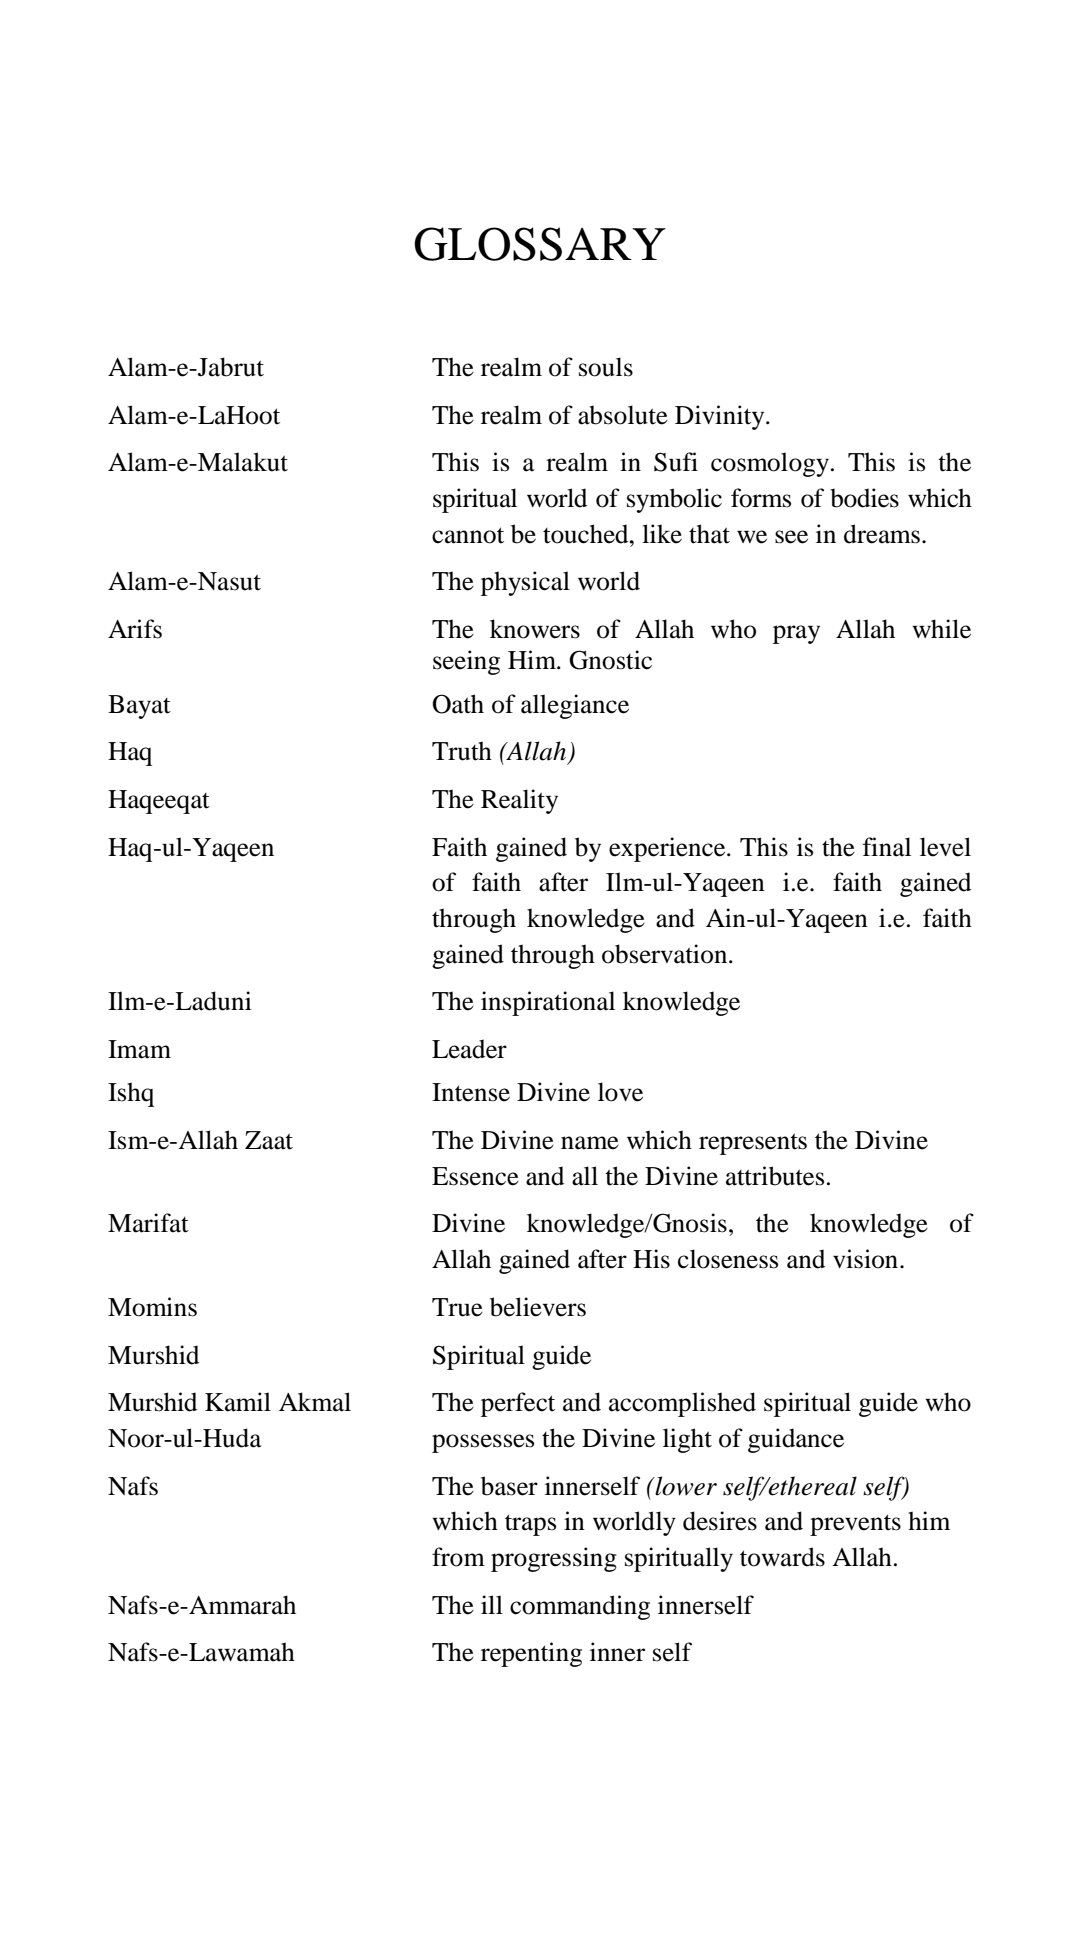 GLOSSARY
Alam-e-Jabrut The realm of souls
Alam-e-LaHoot The realm of absolute Divinity.
Alam-e-Malakut This is a realm in Sufi cosmology. This is the
spiritual world of symbolic forms of bodies which
cannot be touched, like that we see in dreams.
Alam-e-Nasut The physical world
Arifs The knowers of Allah who pray Allah while
seeing Him. Gnostic
Bayat Oath of allegiance
Haq Truth (Allah)
Haqeeqat The Reality
Haq-ul-Yaqeen Faith gained by experience. This is the final level
of faith after Ilm-ul-Yaqeen i.e. faith gained
through knowledge and Ain-ul-Yaqeen i.e. faith
gained through observation.
Ilm-e-Laduni The inspirational knowledge
Imam Leader
Ishq Intense Divine love
Ism-e-Allah Zaat The Divine name which represents the Divine
Essence and all the Divine attributes.
Marifat Divine knowledge/Gnosis, the knowledge of
Allah gained after His closeness and vision.
Momins True believers
Murshid Spiritual guide
Murshid Kamil Akmal The perfect and accomplished spiritual guide who
Noor-ul-Huda possesses the Divine light of guidance
Nafs The baser innerself (lower self/ethereal self)
which traps in worldly desires and prevents him
from progressing spiritually towards Allah.
Nafs-e-Ammarah The ill commanding innerself
Nafs-e-Lawamah The repenting inner self